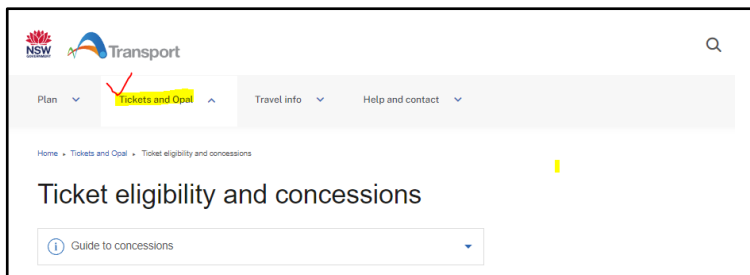 NSW
GOVERNMENT
Transport
Plan Tickets and Opal Travel info Help and contact
Home Tickets and Opal Ticket eligibility and concessions
Ticket eligibility and concessions
i Guide to concessions